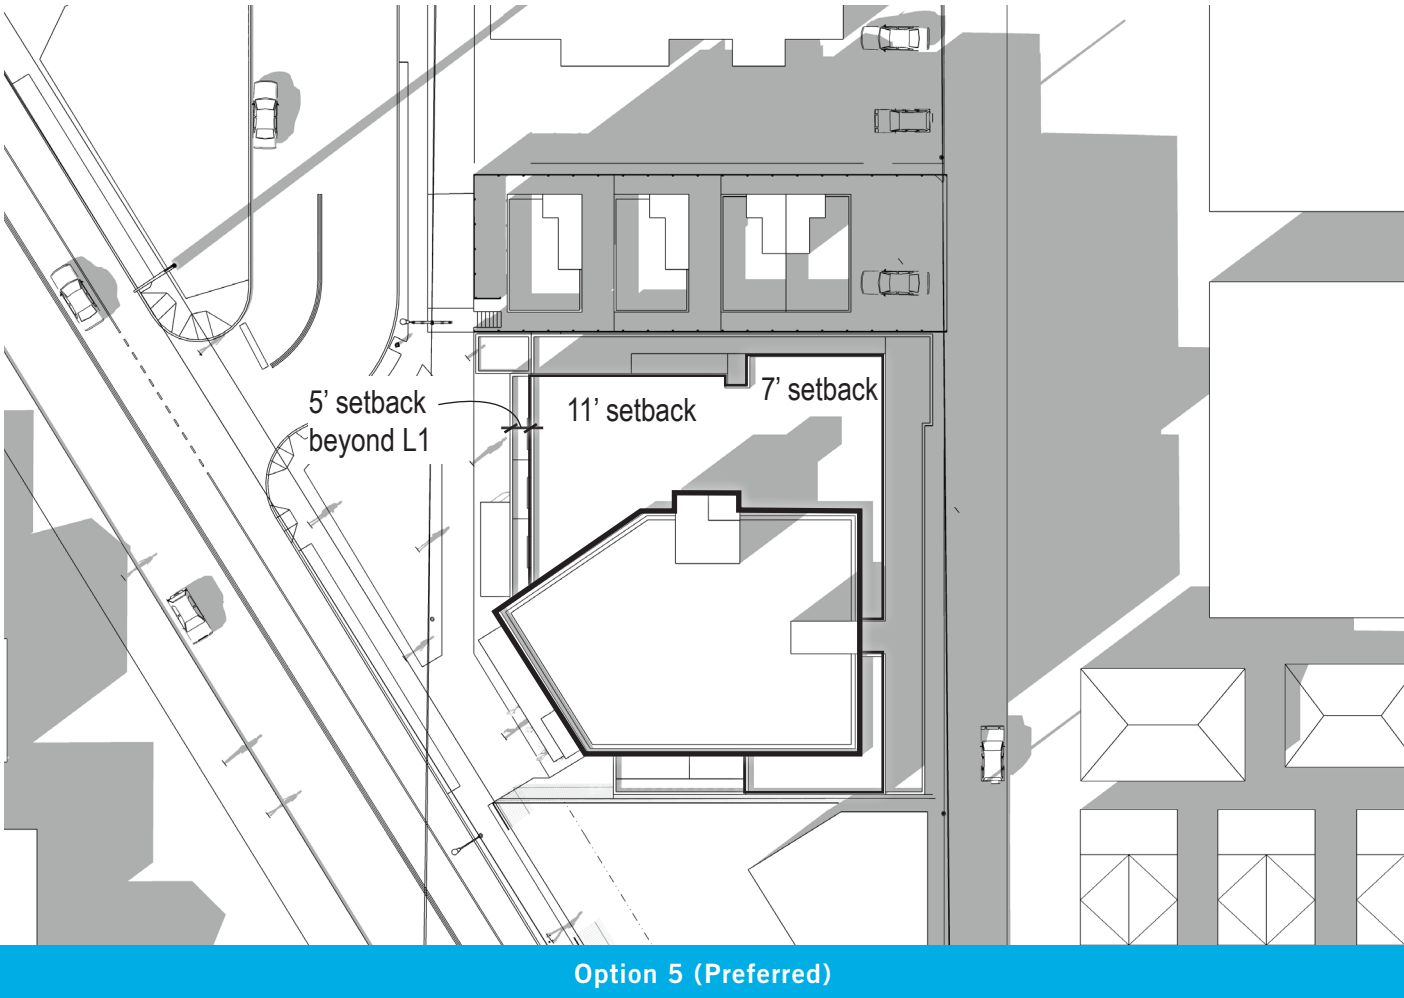 5’ setback
beyond L1
11’ setback
7’ setback
Option 5 (Preferred)